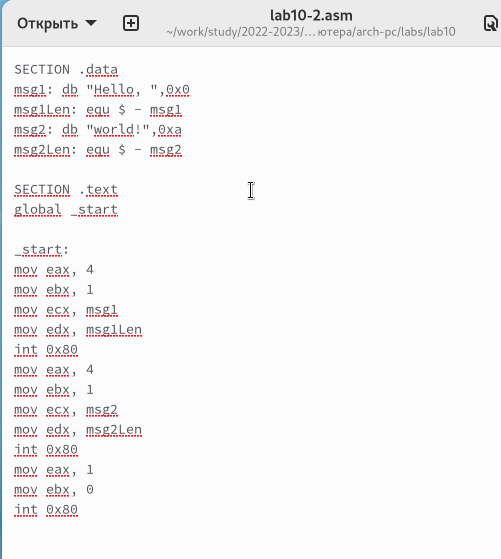 Открыть
lab10-2.asm
~/work/study/2022-2023/… ютера/arch-pc/labs/lab10
SECTION .data
msg1: db "Hello, ",0x0
msg1Len: equ $ - msg1
msg2: db "world!",0xa
msg2Len: equ $ - msg2
SECTION .text
global _start
_start:
mov eax, 4
mov ebx, 1
mov ecx, msg1
mov edx, msg1Len
int 0x80
mov eax, 4
mov ebx, 1
mov ecx, msg2
mov edx, msg2Len
int 0x80
mov eax, 1
mov ebx, 0
int 0x80